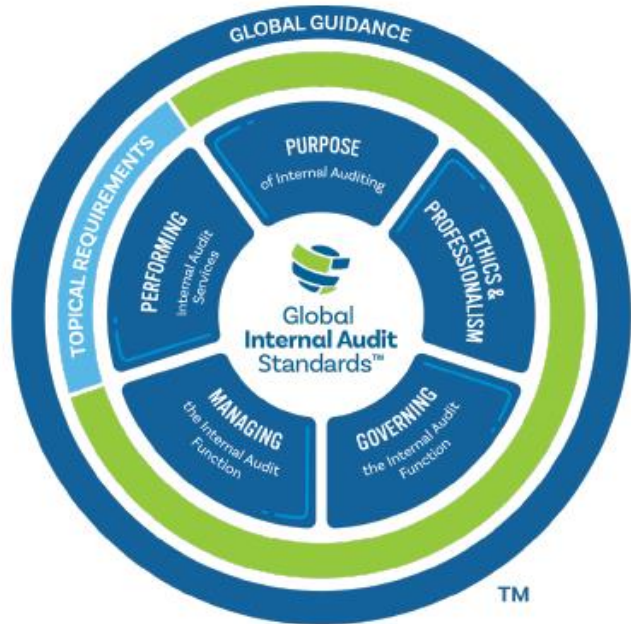 GLOBAL GUIDANCE
TOPICAL REQUIREMENTS
PURPOSE
of Internal Auditing
ETHICS &
PROFESSIONALISM
GOVERNING
the Internal Audit
Function
MANAGING
the Internal Audit
Function
PERFORMING
Internal Audit
Services
Global
Internal Audit
Standards™
TM